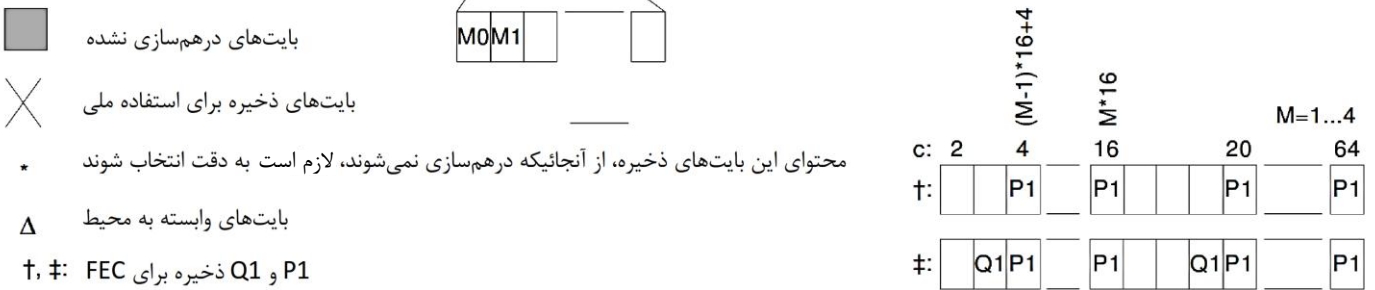 بایت‌های درهم‌سازی نشده
بایت‌های ذخیره برای استفاده ملی
* محتوای این بایت‌های ذخیره، از آنجائیکه درهم‌سازی نمی‌شوند، لازم است به دقت انتخاب شوند
Δ بایت‌های وابسته به محیط
†, ‡: P1 و Q1 ذخیره برای FEC
M0 M1
(M-1)*16+4
M*16
M=1...4
c: 2 4 16 20 64
†: P1 P1 P1 P1
‡: Q1 P1 P1 Q1 P1 P1